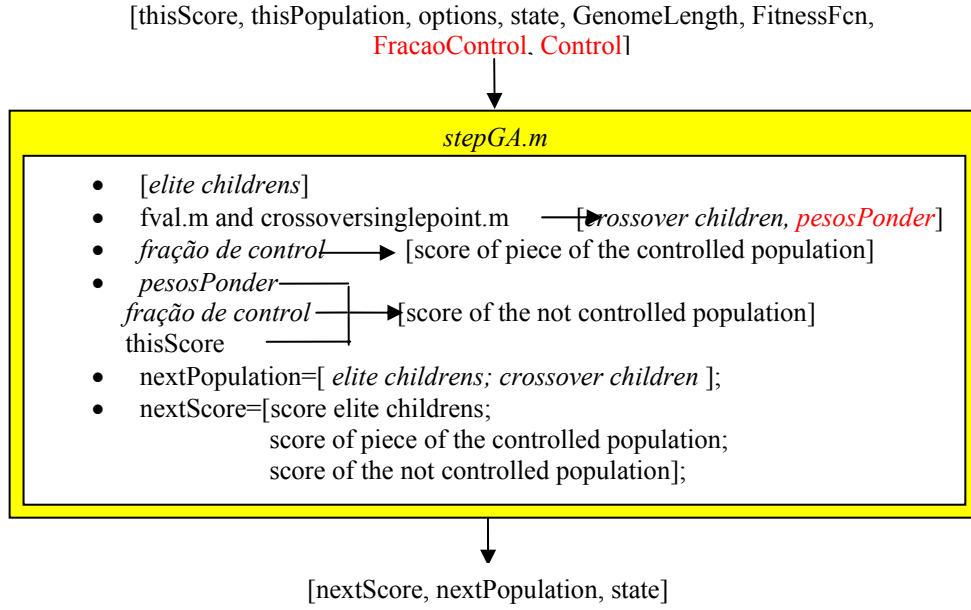 [thisScore, thisPopulation, options, state, GenomeLength, FitnessFcn,
FracaoControl, Control]
stepGA.m
• [elite childrens]
• fval.m and crossoversinglepoint.m [crossover children, pesosPonder]
• fração de control [score of piece of the controlled population]
• pesosPonder
fração de control [score of the not controlled population]
thisScore
• nextPopulation=[ elite childrens; crossover children ];
• nextScore=[score elite childrens;
score of piece of the controlled population;
score of the not controlled population];
[nextScore, nextPopulation, state]